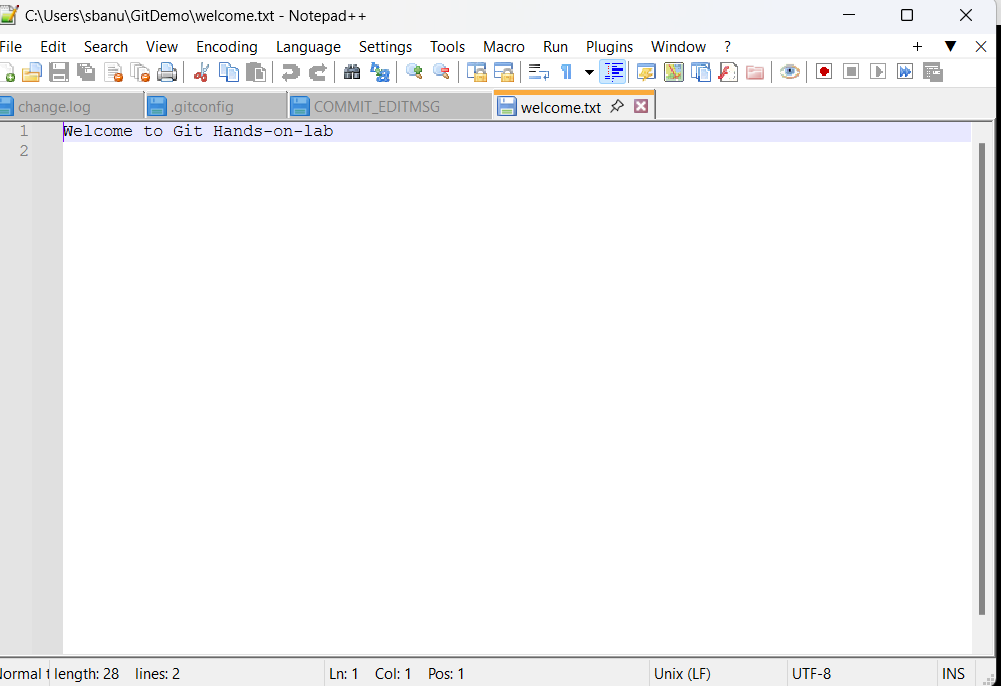 C:\Users\sbanu\GitDemo\welcome.txt - Notepad++
File Edit Search View Encoding Language Settings Tools Macro Run Plugins Window ? + ▼ ✕
change.log .gitconfig COMMIT_EDITMSG welcome.txt
1 Welcome to Git Hands-on-lab
2
Normal t length: 28 lines: 2 Ln: 1 Col: 1 Pos: 1 Unix (LF) UTF-8 INS